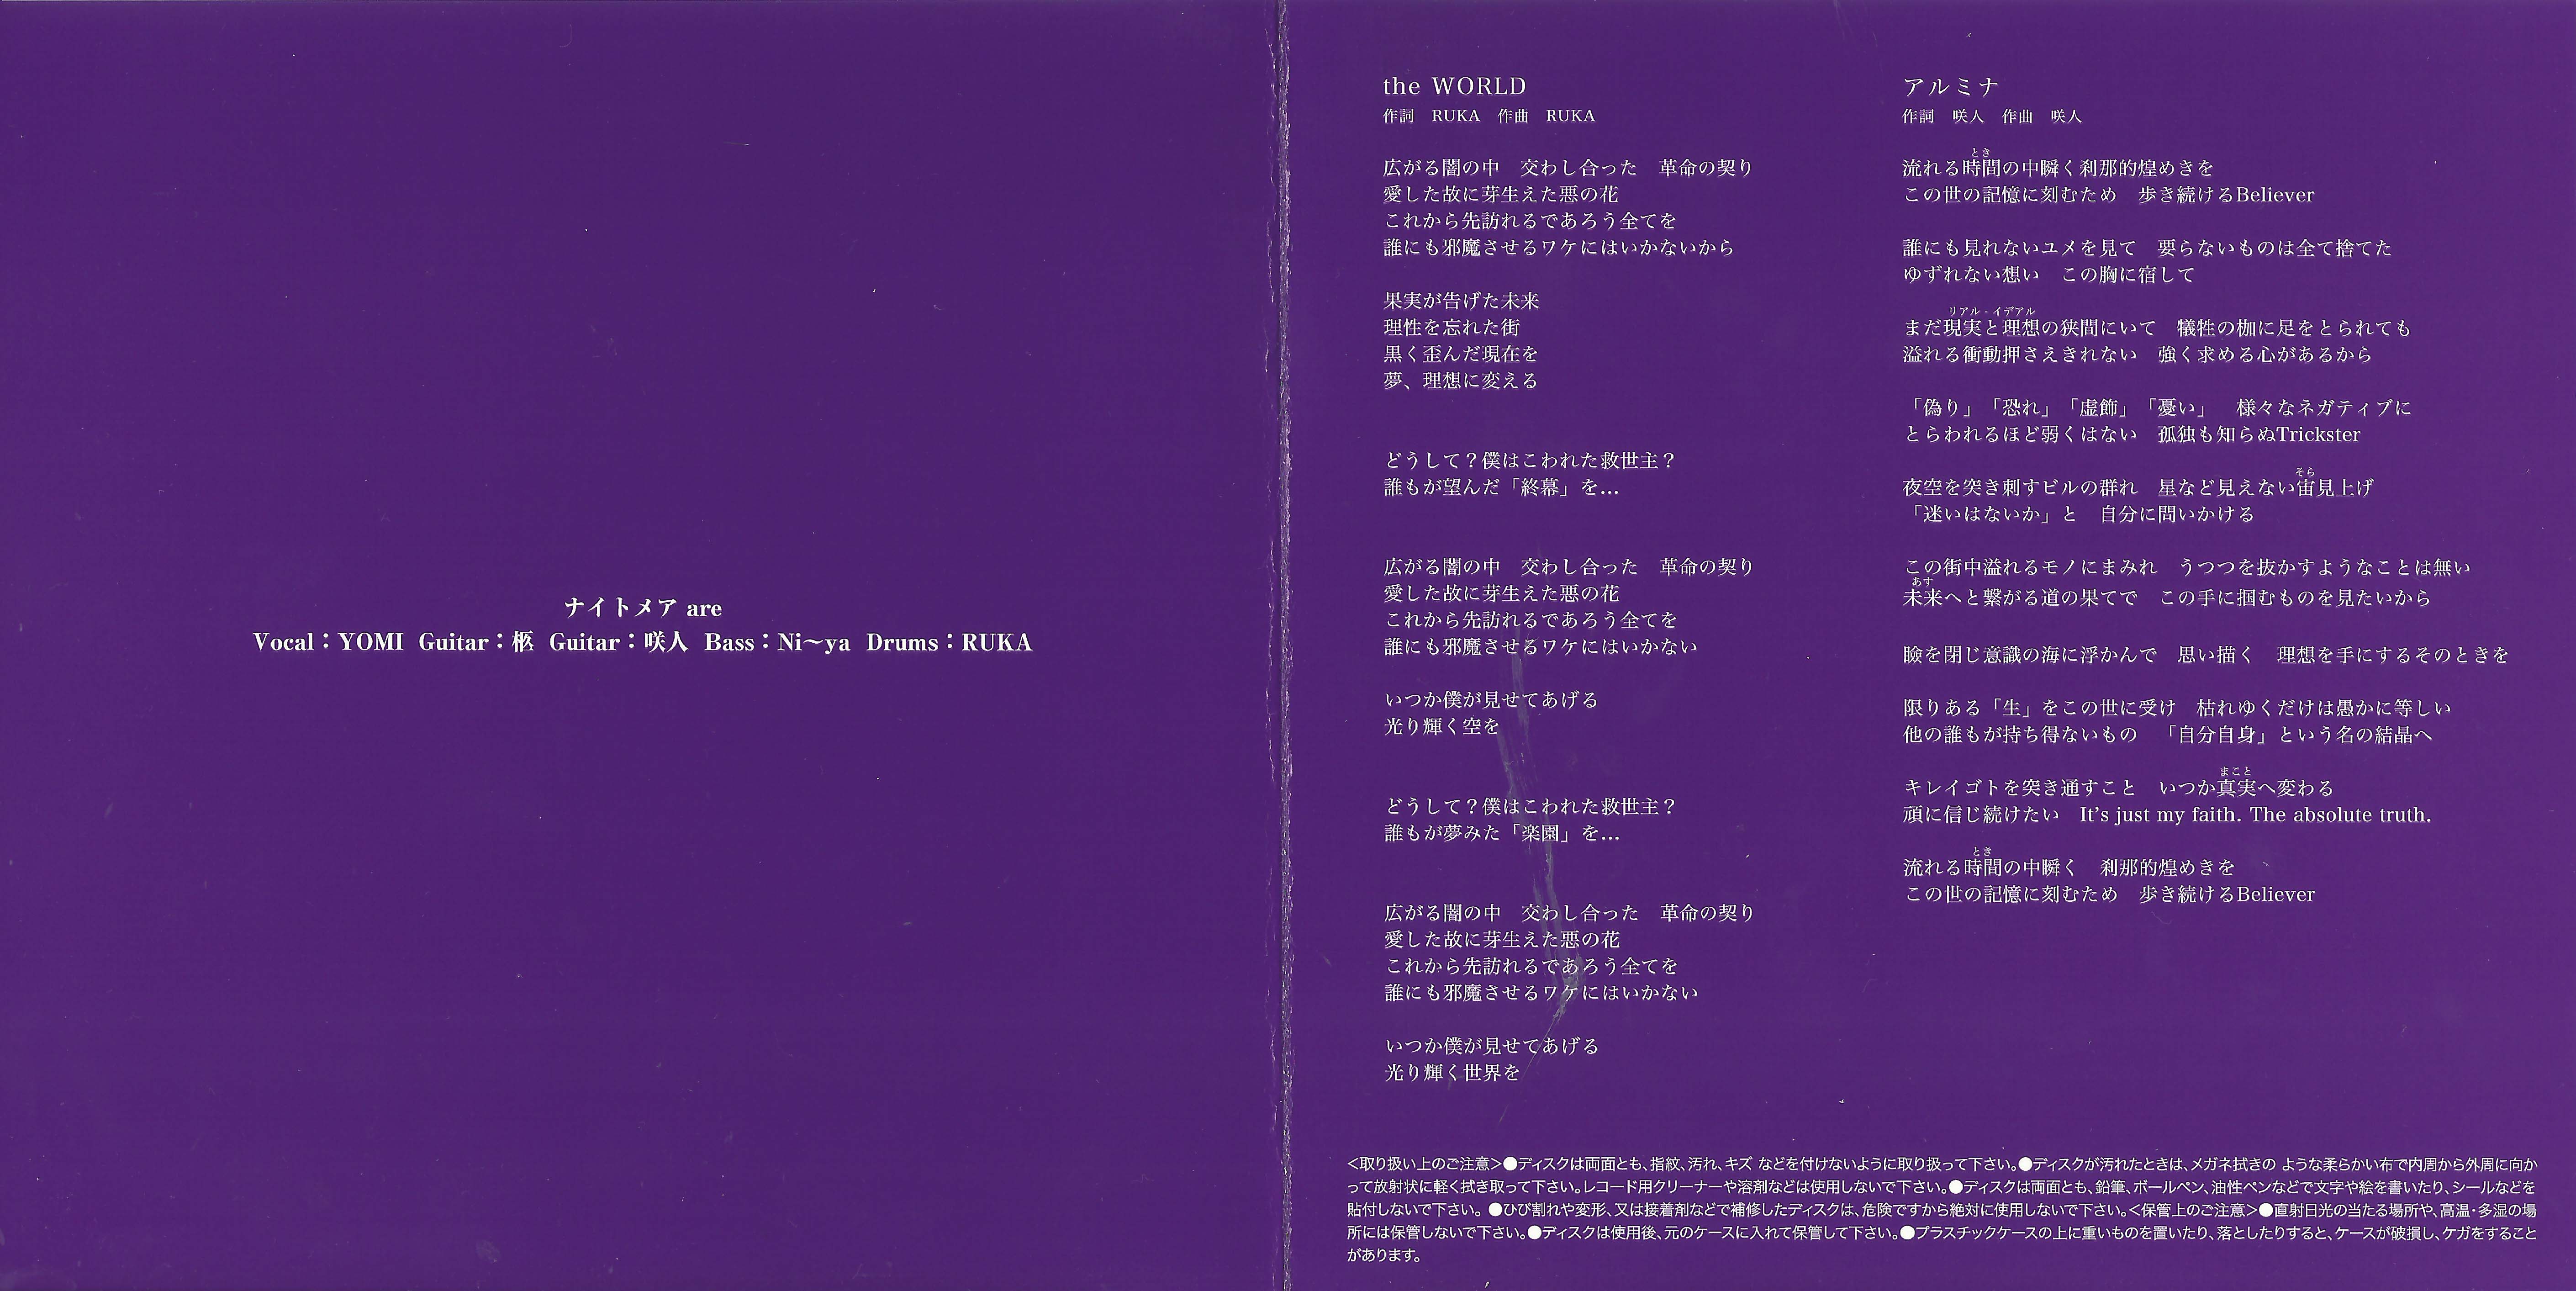 ナイトメア are
Vocal：YOMI Guitar：柩 Guitar：咲人 Bass：Ni〜ya Drums：RUKA
the WORLD
作詞　RUKA　作曲　RUKA
広がる闇の中　交わし合った　革命の契り
愛した故に芽生えた悪の花
これから先訪れるであろう全てを
誰にも邪魔させるワケにはいかないから
果実が告げた未来
理性を忘れた街
黒く歪んだ現在を
夢、理想に変える
どうして？僕はこわれた救世主？
誰もが望んだ「終幕」を…
広がる闇の中　交わし合った　革命の契り
愛した故に芽生えた悪の花
これから先訪れるであろう全てを
誰にも邪魔させるワケにはいかない
いつか僕が見せてあげる
光り輝く空を
どうして？僕はこわれた救世主？
誰もが夢みた「楽園」を…
広がる闇の中　交わし合った　革命の契り
愛した故に芽生えた悪の花
これから先訪れるであろう全てを
誰にも邪魔させるワケにはいかない
いつか僕が見せてあげる
光り輝く世界を
アルミナ
作詞　咲人　作曲　咲人
とき
流れる時間の中瞬く刹那的煌めきを
この世の記憶に刻むため　歩き続けるBeliever
誰にも見れないユメを見て　要らないものは全て捨てた
ゆずれない想い　この胸に宿して
リアル - イデアル
まだ現実と理想の狭間にいて　犠牲の枷に足をとられても
溢れる衝動押さえきれない　強く求める心があるから
「偽り」「恐れ」「虚飾」「憂い」　様々なネガティブに
とらわれるほど弱くはない　孤独も知らぬTrickster
そら
夜空を突き刺すビルの群れ　星など見えない宙見上げ
「迷いはないか」と　自分に問いかける
この街中溢れるモノにまみれ　うつつを抜かすようなことは無い
あす
未来へと繋がる道の果てで　この手に掴むものを見たいから
瞼を閉じ意識の海に浮かんで　思い描く　理想を手にするそのときを
限りある「生」をこの世に受け　枯れゆくだけは愚かに等しい
他の誰もが持ち得ないもの　「自分自身」という名の結晶へ
まこと
キレイゴトを突き通すこと　いつか真実へ変わる
頑に信じ続けたい　It's just my faith. The absolute truth.
とき
流れる時間の中瞬く　刹那的煌めきを
この世の記憶に刻むため　歩き続けるBeliever
＜取り扱い上のご注意＞●ディスクは両面とも、指紋、汚れ、キズ などを付けないように取り扱って下さい。●ディスクが汚れたときは、メガネ拭きの ような柔らかい布で内周から外周に向か
って放射状に軽く拭き取って下さい。レコード用クリーナーや溶剤などは使用しないで下さい。●ディスクは両面とも、鉛筆、ボールペン、油性ペンなどで文字や絵を書いたり、シールなどを
貼付しないで下さい。●ひび割れや変形、又は接着剤などで補修したディスクは、危険ですから絶対に使用しないで下さい。＜保管上のご注意＞●直射日光の当たる場所や、高温・多湿の場
所には保管しないで下さい。●ディスクは使用後、元のケースに入れて保管して下さい。●プラスチックケースの上に重いものを置いたり、落としたりすると、ケースが破損し、ケガをすること
があります。